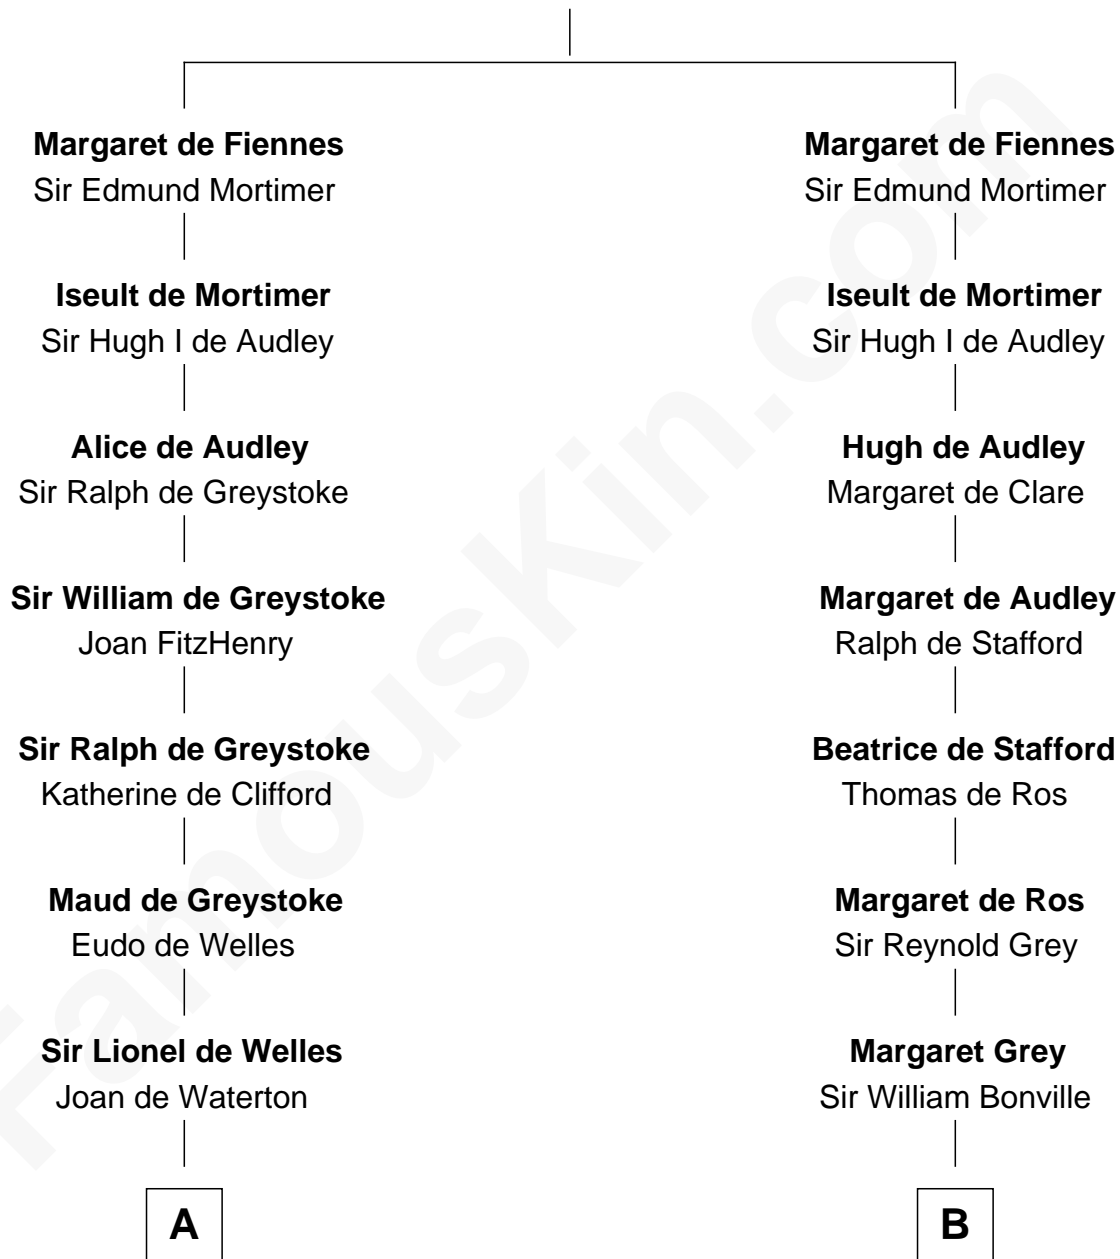 Margaret de Fiennes
Sir Edmund Mortimer
Iseult de Mortimer
Sir Hugh I de Audley
Alice de Audley
Sir Ralph de Greystoke
Sir William de Greystoke
Joan FitzHenry
Sir Ralph de Greystoke
Katherine de Clifford
Maud de Greystoke
Eudo de Welles
Sir Lionel de Welles
Joan de Waterton
A
Margaret de Fiennes
Sir Edmund Mortimer
Iseult de Mortimer
Sir Hugh I de Audley
Hugh de Audley
Margaret de Clare
Margaret de Audley
Ralph de Stafford
Beatrice de Stafford
Thomas de Ros
Margaret de Ros
Sir Reynold Grey
Margaret Grey
Sir William Bonville
B
FamousKin.com